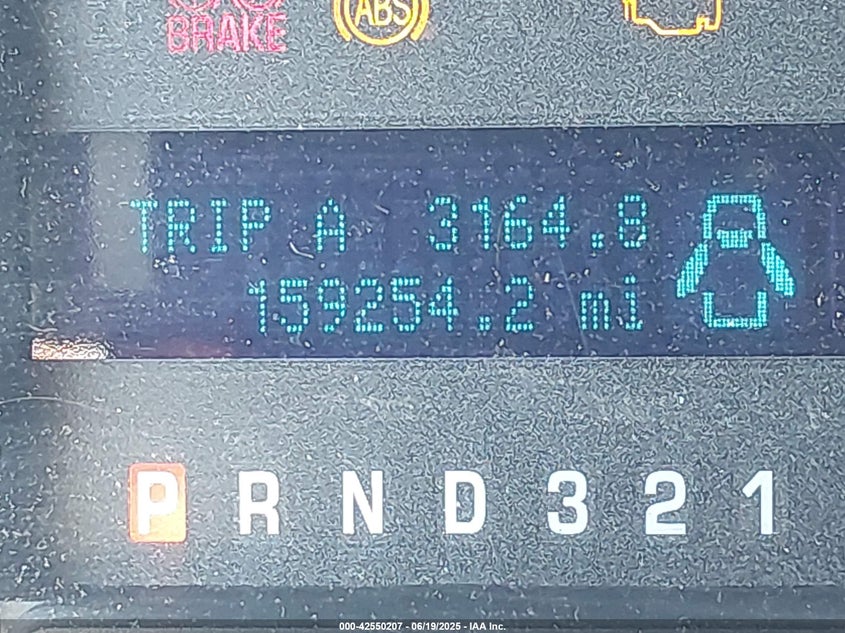 BRAKE ABS
TRIP A 3164.8
159254.2 mi
P R N D 3 2 1
000-42550207 - 06/19/2025 - IAA Inc.